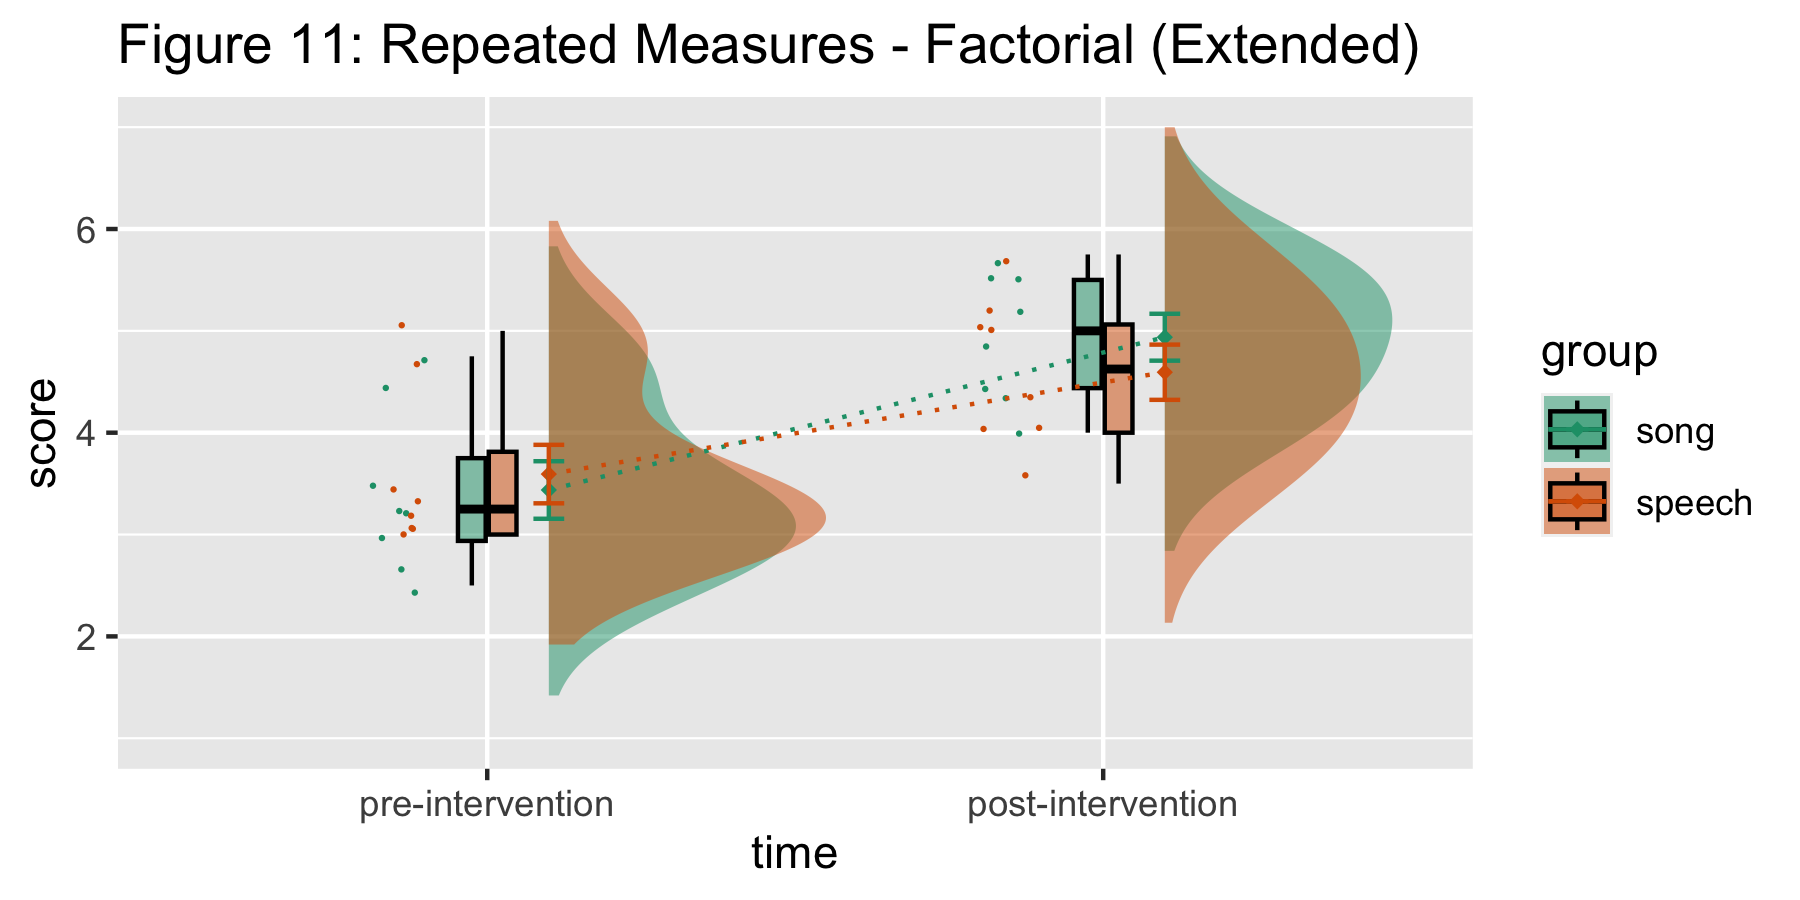 Figure 11: Repeated Measures - Factorial (Extended)
score
6
4
2
pre-intervention
post-intervention
time
group
song
speech